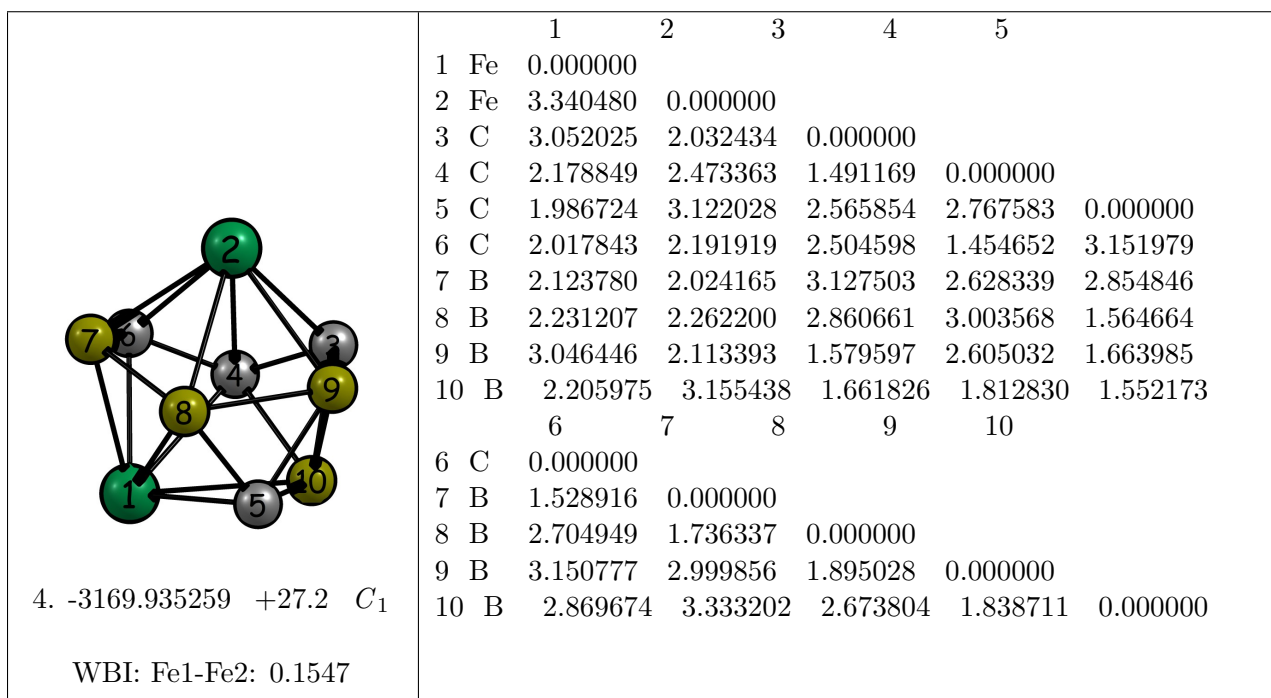 2
7
6
3
4
9
8
10
1
5
4. -3169.935259 +27.2 C1
WBI: Fe1-Fe2: 0.1547
1 2 3 4 5
1 Fe 0.000000
2 Fe 3.340480 0.000000
3 C 3.052025 2.032434 0.000000
4 C 2.178849 2.473363 1.491169 0.000000
5 C 1.986724 3.122028 2.565854 2.767583 0.000000
6 C 2.017843 2.191919 2.504598 1.454652 3.151979
7 B 2.123780 2.024165 3.127503 2.628339 2.854846
8 B 2.231207 2.262200 2.860661 3.003568 1.564664
9 B 3.046446 2.113393 1.579597 2.605032 1.663985
10 B 2.205975 3.155438 1.661826 1.812830 1.552173
6 7 8 9 10
6 C 0.000000
7 B 1.528916 0.000000
8 B 2.704949 1.736337 0.000000
9 B 3.150777 2.999856 1.895028 0.000000
10 B 2.869674 3.333202 2.673804 1.838711 0.000000